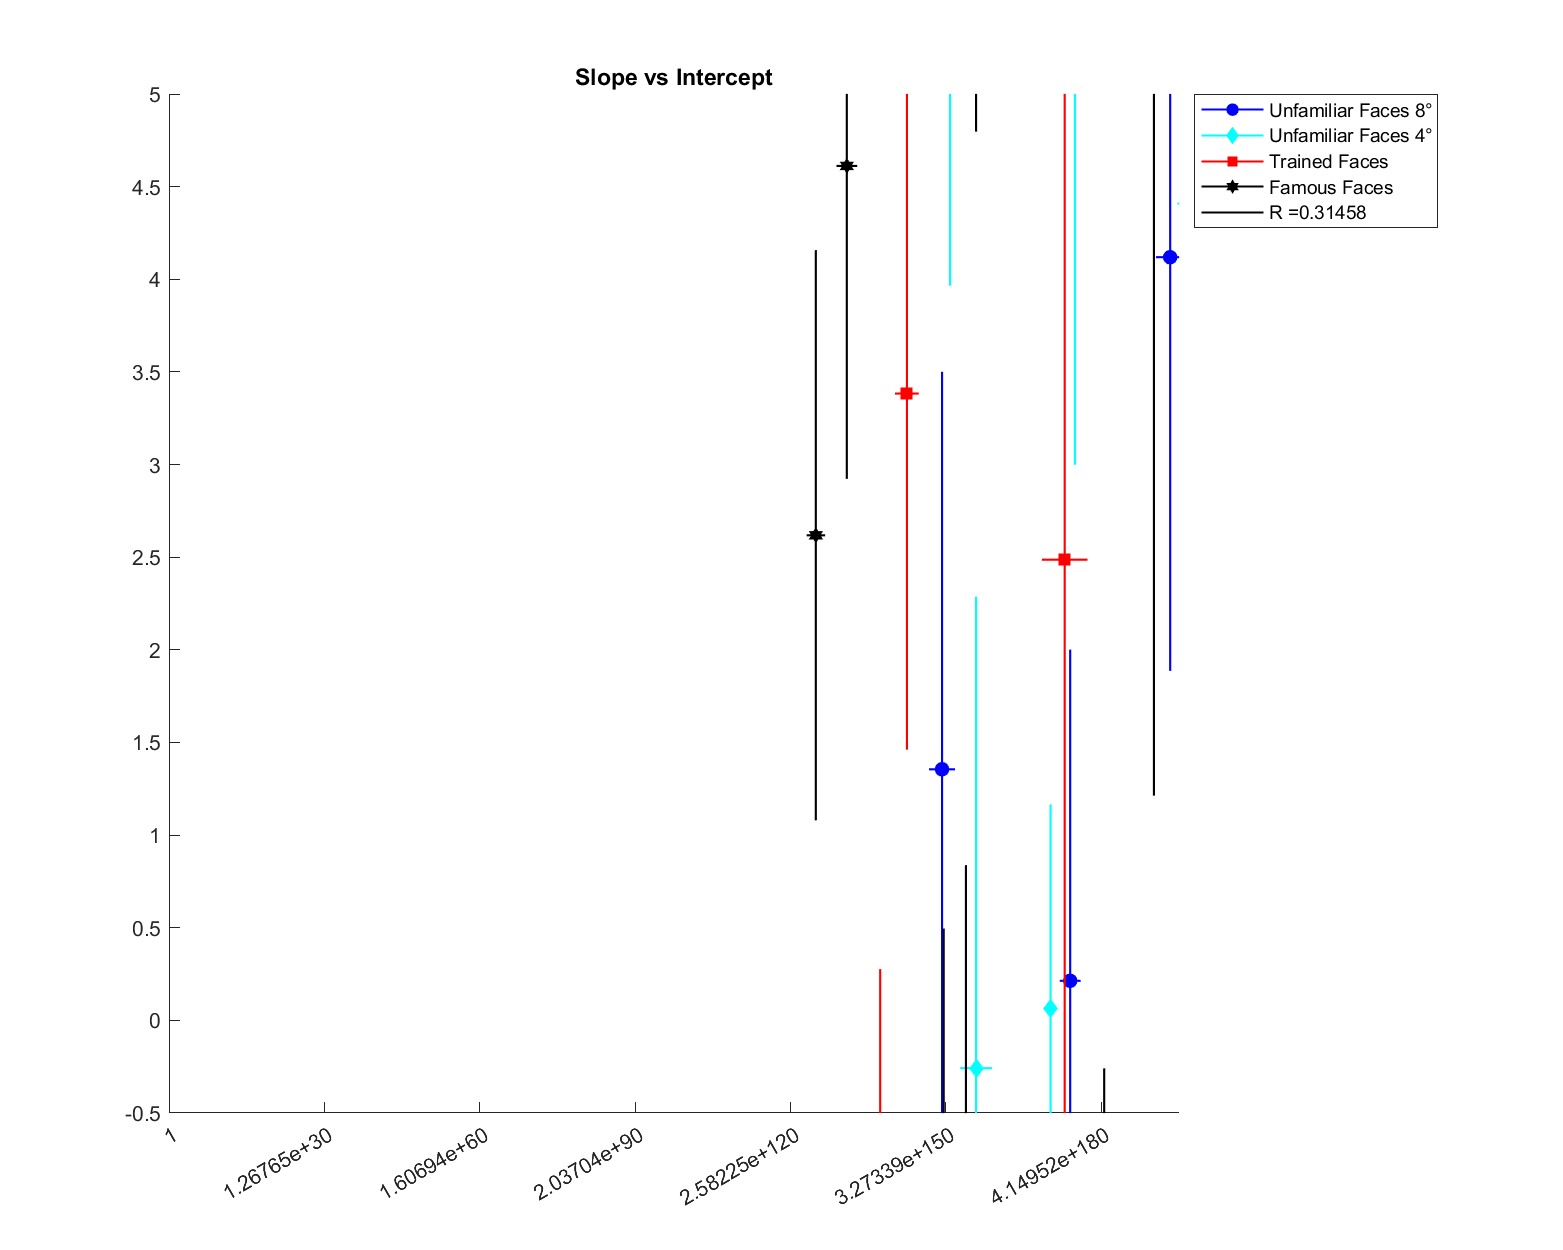 Slope vs Intercept
5
4.5
4
3.5
3
2.5
2
1.5
1
0.5
0
-0.5
1
1.26765e+30
1.60694e+60
2.03704e+90
2.58225e+120
3.27339e+150
4.14952e+180
Unfamiliar Faces 8°
Unfamiliar Faces 4°
Trained Faces
Famous Faces
R =0.31458